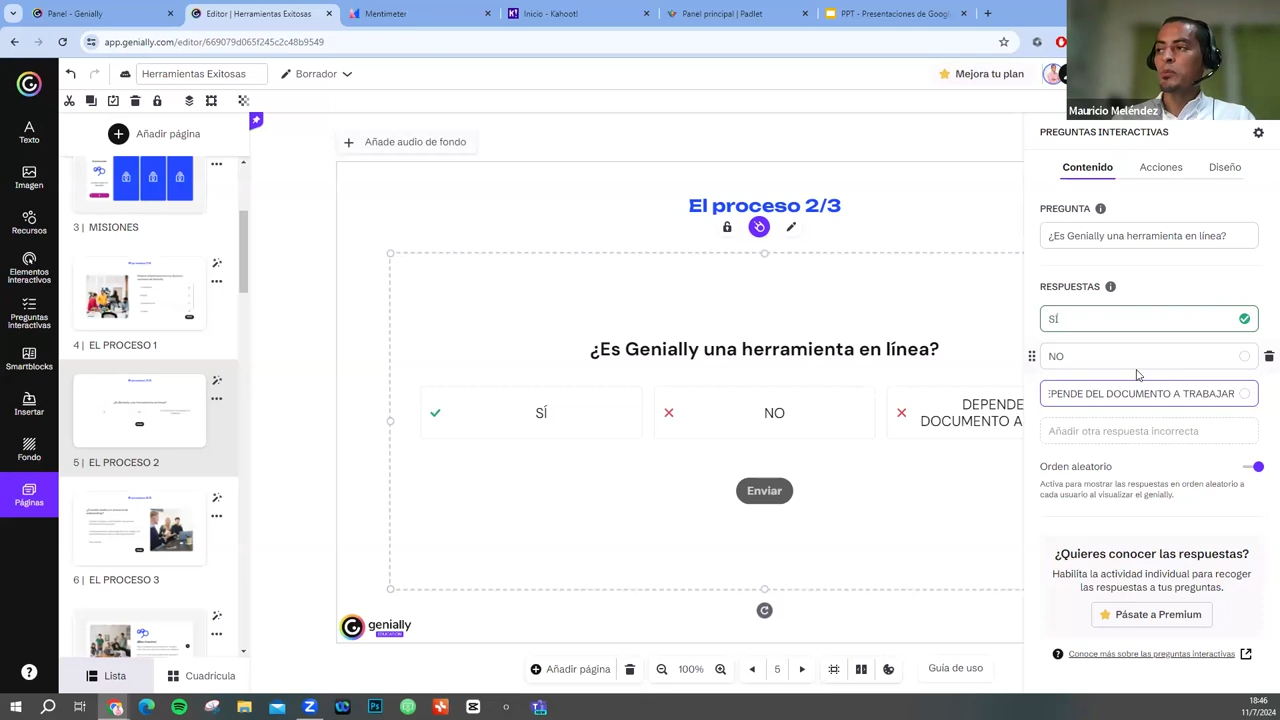 Panel - Genially
Editor | Herramientas Exitosas
Mentimeter
Inicio - Kahoot!
Panel principal | Padlet
PPT - Presentaciones de Google
app.genially.com/editor/669079d065f245c2c48b9549
Herramientas Exitosas
Borrador
Mejora tu plan
Mauricio Meléndez
Texto
Imagen
Recursos
Elementos
interactivos
Preguntas
Interactivas
Smartblocks
Insertar
Fondo
Páginas
Añadir página
3 | MISIONES
4 | EL PROCESO 1
5 | EL PROCESO 2
6 | EL PROCESO 3
Lista
Cuadrícula
Añade audio de fondo
El proceso 2/3
¿Es Genially una herramienta en línea?
SÍ
NO
DEPENDE
DOCUMENTO A
Enviar
genially
EDUCACIÓN
Añadir página
100%
5
Guía de uso
PREGUNTAS INTERACTIVAS
Contenido
Acciones
Diseño
PREGUNTA
¿Es Genially una herramienta en línea?
RESPUESTAS
SÍ
NO
EPENDE DEL DOCUMENTO A TRABAJAR
Añadir otra respuesta incorrecta
Orden aleatorio
Activa para mostrar las respuestas en orden aleatorio a
cada usuario al visualizar el genially.
¿Quieres conocer las respuestas?
Habilita la actividad individual para recoger
las respuestas a tus preguntas.
Pásate a Premium
Conoce más sobre las preguntas interactivas
18:46
11/7/2024